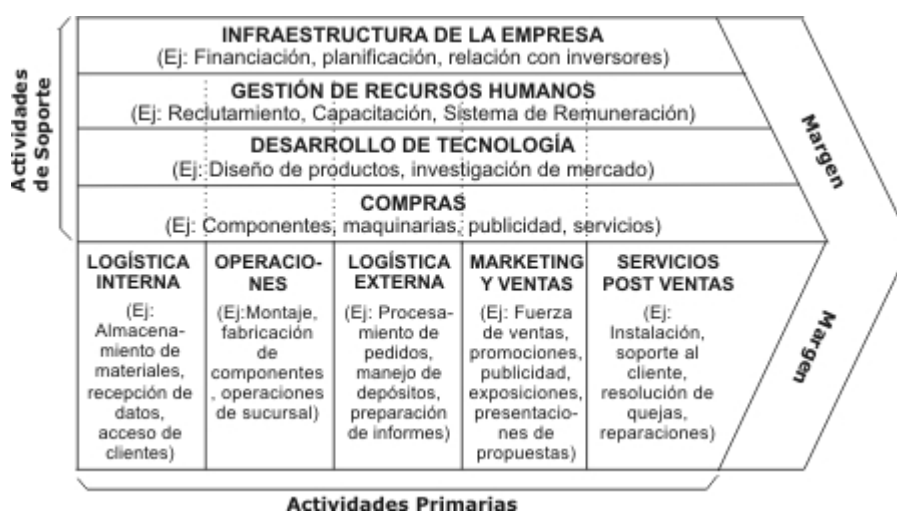 Actividades
de Soporte
INFRAESTRUCTURA DE LA EMPRESA
(Ej: Financiación, planificación, relación con inversores)
GESTIÓN DE RECURSOS HUMANOS
(Ej: Reclutamiento, Capacitación, Sistema de Remuneración)
DESARROLLO DE TECNOLOGÍA
(Ej: Diseño de productos, investigación de mercado)
COMPRAS
(Ej: Componentes, maquinarias, publicidad, servicios)
Margen
LOGÍSTICA
INTERNA
(Ej:
Almacena-
miento de
materiales,
recepción de
datos,
acceso de
clientes)
OPERACIO-
NES
(Ej:Montaje,
fabricación
de
componentes
, operaciones
de sucursal)
LOGÍSTICA
EXTERNA
(Ej: Procesa-
miento de
pedidos,
manejo de
depósitos,
preparación
de informes)
MARKETING
Y VENTAS
(Ej: Fuerza
de ventas,
promociones,
publicidad,
exposiciones,
presentacio-
nes de
propuestas)
SERVICIOS
POST VENTAS
(Ej:
Instalación,
soporte al
cliente,
resolución de
quejas,
reparaciones)
Margen
Actividades Primarias